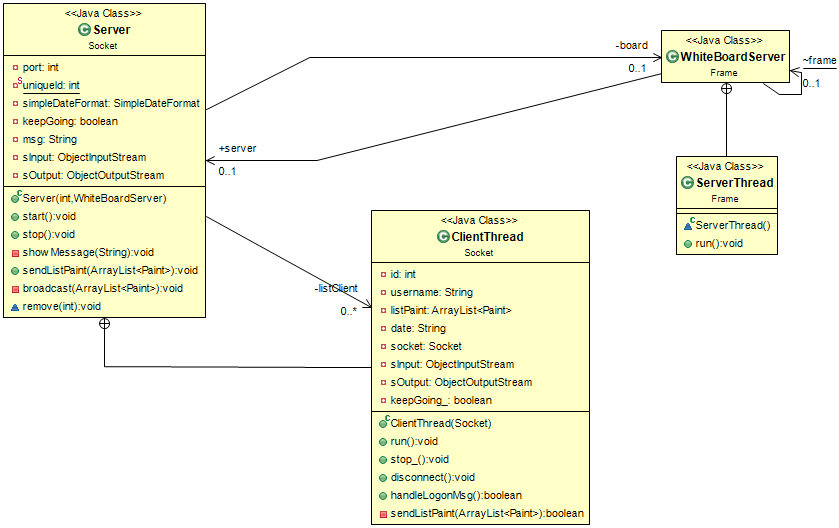 <<Java Class>>
Server
Socket
port: int
uniqueId: int
simpleDateFormat: SimpleDateFormat
keepGoing: boolean
msg: String
sInput: ObjectInputStream
sOutput: ObjectOutputStream
Server(int,WhiteBoardServer)
start():void
stop():void
showMessage(String):void
sendListPaint(ArrayList<Paint>):void
broadcast(ArrayList<Paint>):void
remove(int):void
-board
0..1
+server
0..1
<<Java Class>>
WhiteBoardServer
Frame
~frame
0..1
<<Java Class>>
ServerThread
Frame
ServerThread()
run():void
-listClient
0..*
<<Java Class>>
ClientThread
Socket
id: int
username: String
listPaint: ArrayList<Paint>
date: String
socket: Socket
sInput: ObjectInputStream
sOutput: ObjectOutputStream
keepGoing_: boolean
ClientThread(Socket)
run():void
stop_():void
disconnect():void
handleLogonMsg():boolean
sendListPaint(ArrayList<Paint>):boolean